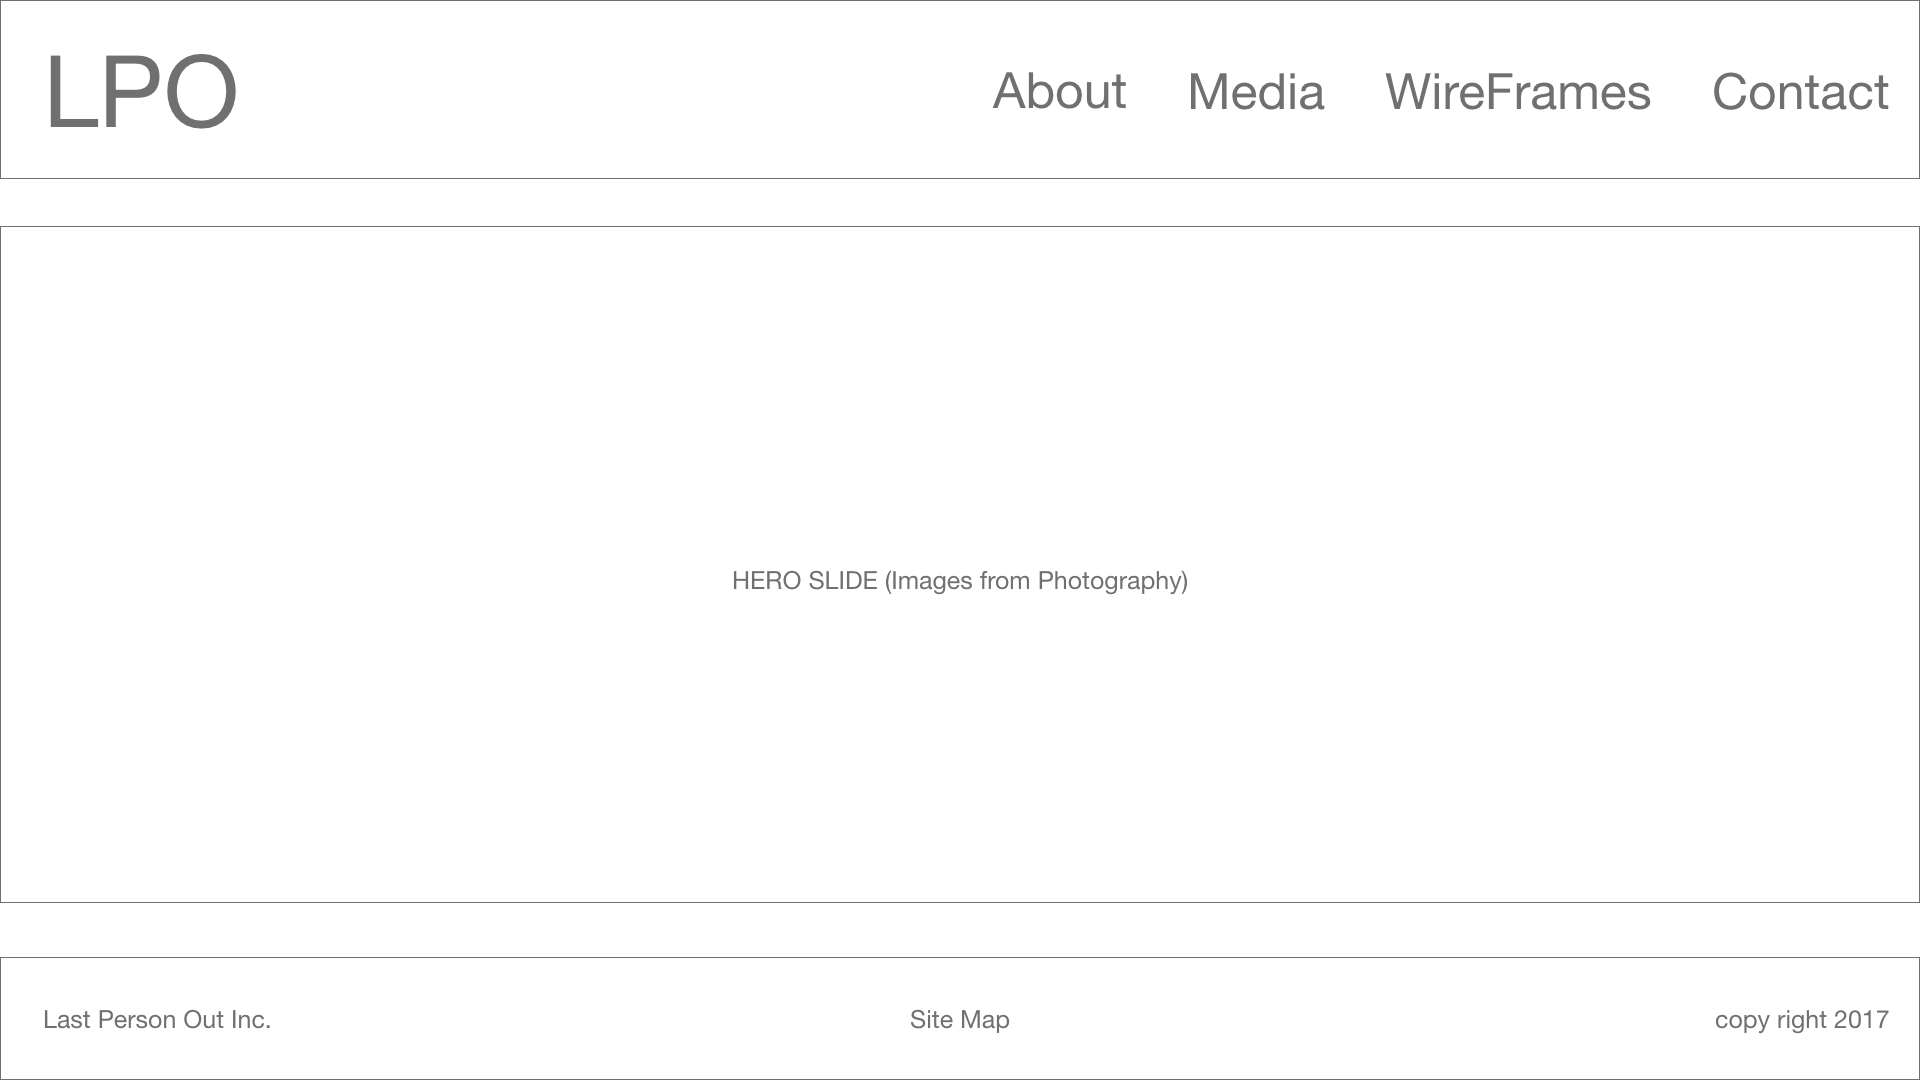 LPO
About Media WireFrames Contact
HERO SLIDE (Images from Photography)
Last Person Out Inc. Site Map copy right 2017